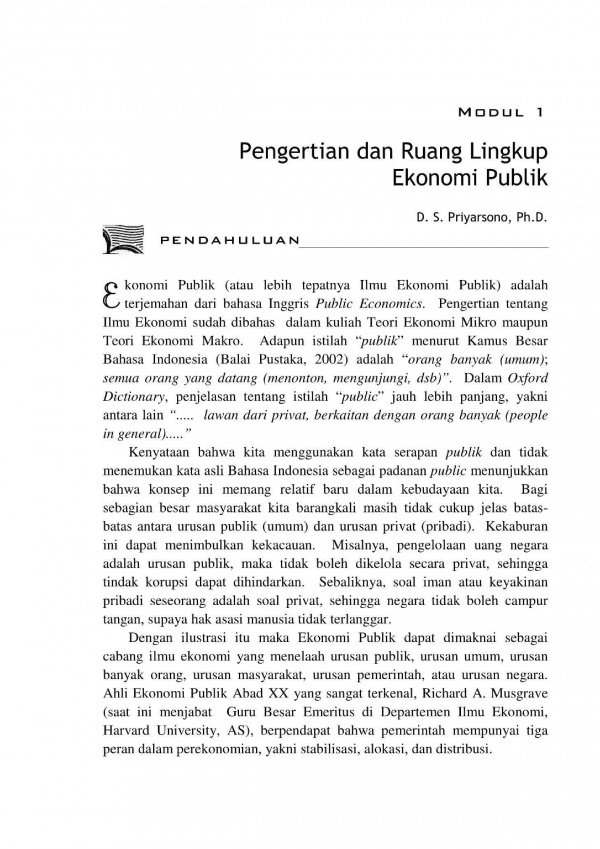 Modul 1
Pengertian dan Ruang Lingkup
Ekonomi Publik
D. S. Priyarsono, Ph.D.
PENDAHULUAN
Ekonomi Publik (atau lebih tepatnya Ilmu Ekonomi Publik) adalah
terjemahan dari bahasa Inggris Public Economics. Pengertian tentang
Ilmu Ekonomi sudah dibahas dalam kuliah Teori Ekonomi Mikro maupun
Teori Ekonomi Makro. Adapun istilah “publik” menurut Kamus Besar
Bahasa Indonesia (Balai Pustaka, 2002) adalah “orang banyak (umum);
semua orang yang datang (menonton, mengunjungi, dsb)”. Dalam Oxford
Dictionary, penjelasan tentang istilah “public” jauh lebih panjang, yakni
antara lain “..... lawan dari privat, berkaitan dengan orang banyak (people
in general).....”
Kenyataan bahwa kita menggunakan kata serapan publik dan tidak
menemukan kata asli Bahasa Indonesia sebagai padanan public menunjukkan
bahwa konsep ini memang relatif baru dalam kebudayaan kita. Bagi
sebagian besar masyarakat kita barangkali masih tidak cukup jelas batas-
batas antara urusan publik (umum) dan urusan privat (pribadi). Kekaburan
ini dapat menimbulkan kekacauan. Misalnya, pengelolaan uang negara
adalah urusan publik, maka tidak boleh dikelola secara privat, sehingga
tindak korupsi dapat dihindarkan. Sebaliknya, soal iman atau keyakinan
pribadi seseorang adalah soal privat, sehingga negara tidak boleh campur
tangan, supaya hak asasi manusia tidak terlanggar.
Dengan ilustrasi itu maka Ekonomi Publik dapat dimaknai sebagai
cabang ilmu ekonomi yang menelaah urusan publik, urusan umum, urusan
banyak orang, urusan masyarakat, urusan pemerintah, atau urusan negara.
Ahli Ekonomi Publik Abad XX yang sangat terkenal, Richard A. Musgrave
(saat ini menjabat Guru Besar Emeritus di Departemen Ilmu Ekonomi,
Harvard University, AS), berpendapat bahwa pemerintah mempunyai tiga
peran dalam perekonomian, yakni stabilisasi, alokasi, dan distribusi.